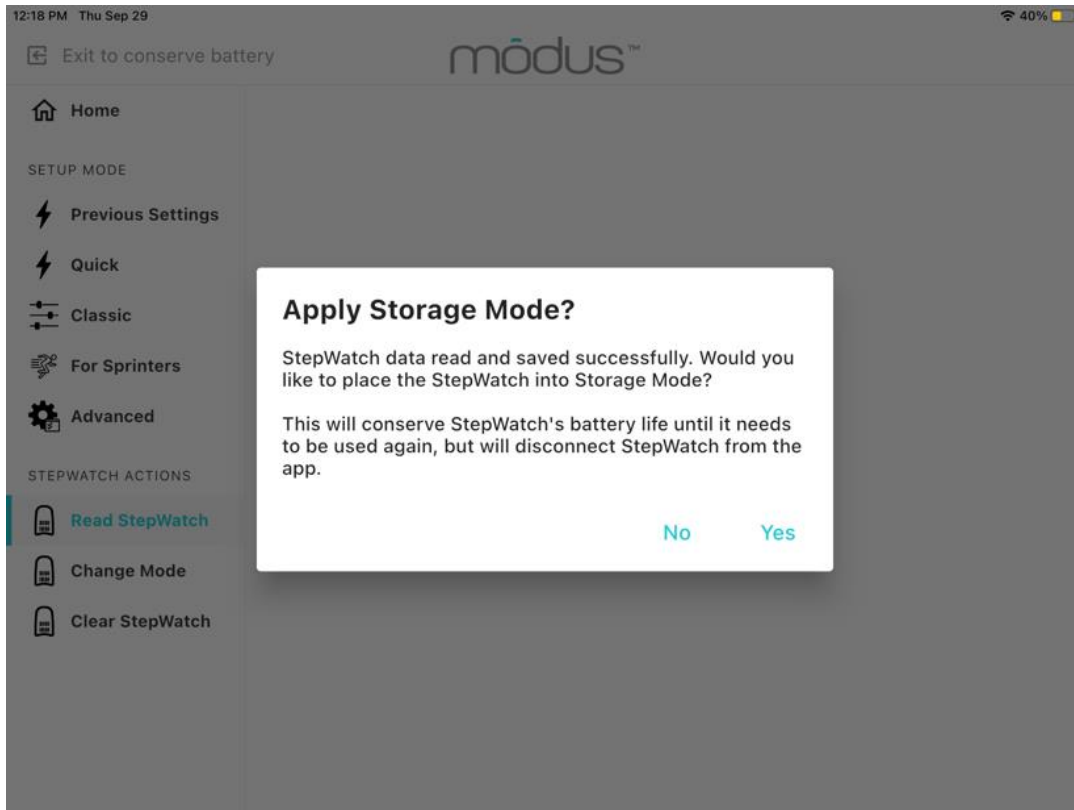 12:18 PM Thu Sep 29
40%
Exit to conserve battery
mōdus™
Home
SETUP MODE
Previous Settings
Quick
Classic
For Sprinters
Advanced
STEPWATCH ACTIONS
Read StepWatch
Change Mode
Clear StepWatch
Apply Storage Mode?
StepWatch data read and saved successfully. Would you
like to place the StepWatch into Storage Mode?
This will conserve StepWatch's battery life until it needs
to be used again, but will disconnect StepWatch from the
app.
No
Yes